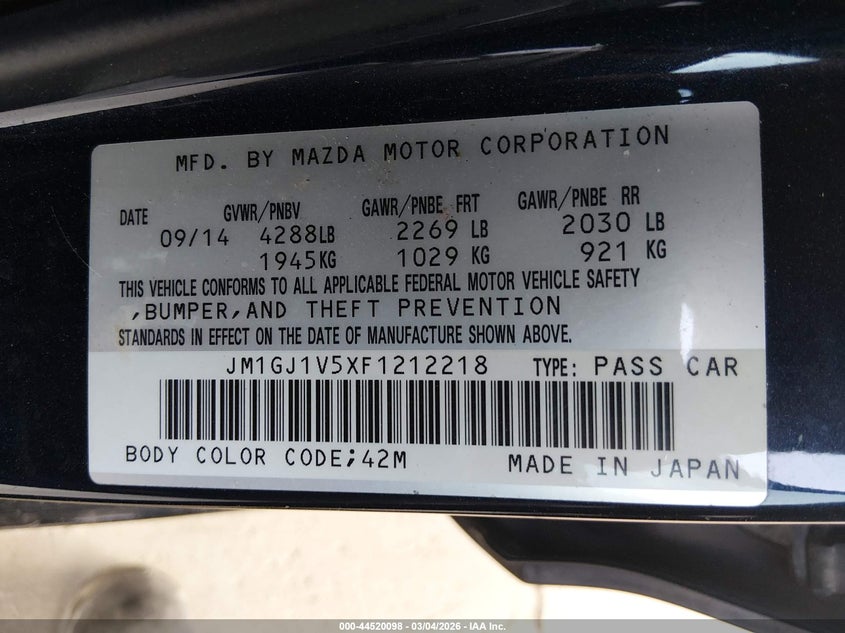 MFD. BY MAZDA MOTOR CORPORATION
DATE GVWR/PNBV GAWR/PNBE FRT GAWR/PNBE RR
09/14 4288LB 2269 LB 2030 LB
1945KG 1029 KG 921 KG
THIS VEHICLE CONFORMS TO ALL APPLICABLE FEDERAL MOTOR VEHICLE SAFETY
,BUMPER,AND THEFT PREVENTION
STANDARDS IN EFFECT ON THE DATE OF MANUFACTURE SHOWN ABOVE.
JM1GJ1V5XF1212218 TYPE: PASS CAR
BODY COLOR CODE;42M MADE IN JAPAN
000-44520098 - 03/04/2026 - IAA Inc.